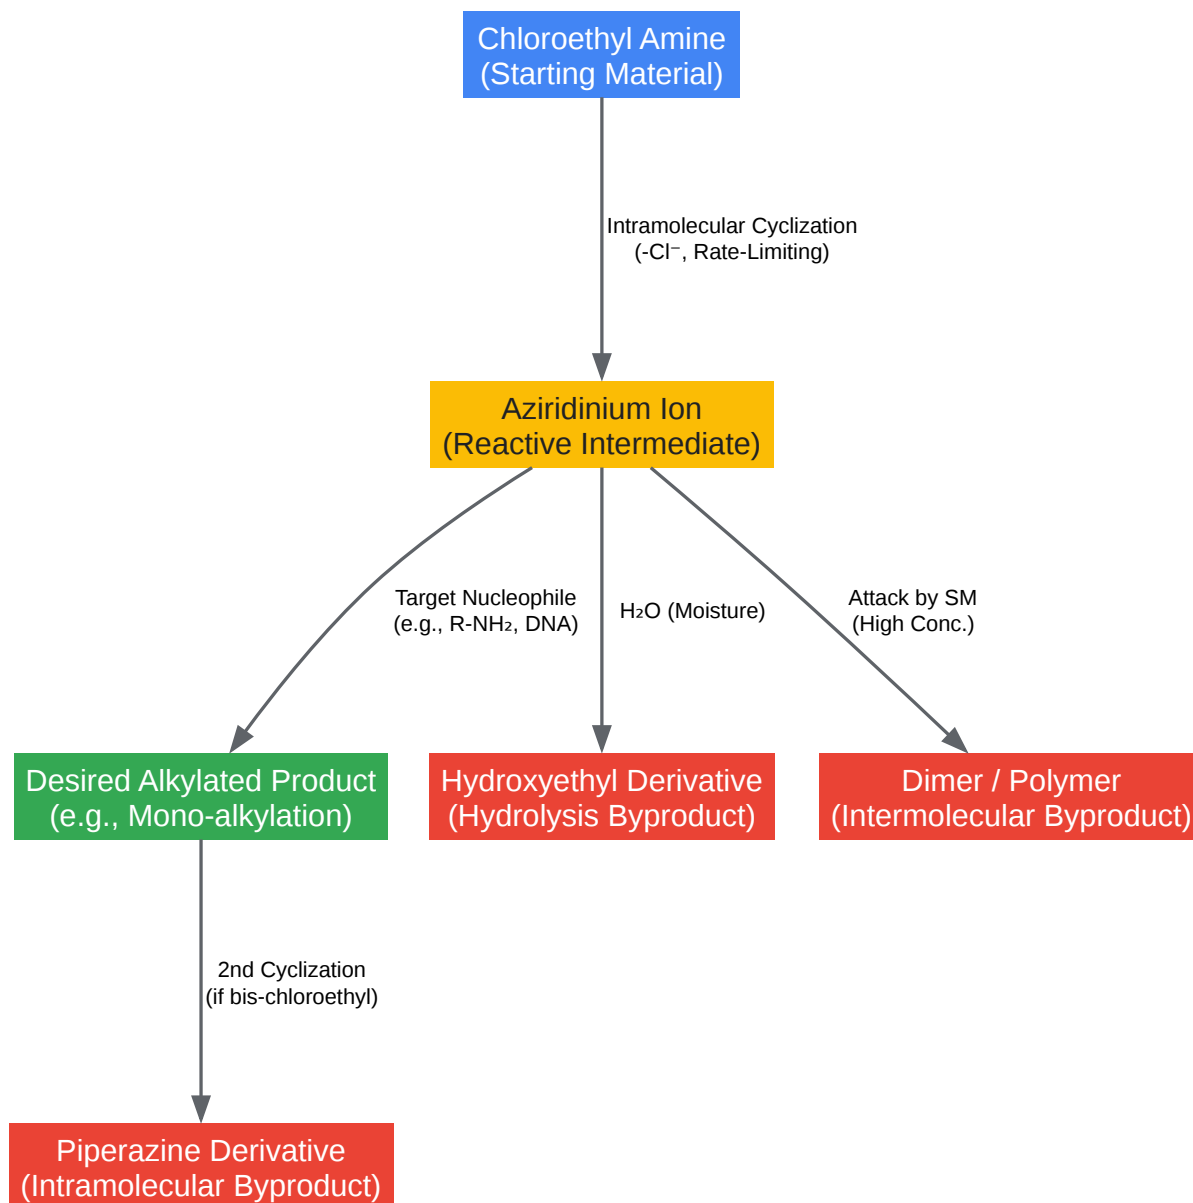 Chloroethyl Amine
(Starting Material)
Intramolecular Cyclization
(-Cl⁻, Rate-Limiting)
Aziridinium Ion
(Reactive Intermediate)
Target Nucleophile
(e.g., R-NH₂, DNA)
H₂O (Moisture)
Attack by SM
(High Conc.)
Desired Alkylated Product
(e.g., Mono-alkylation)
Hydroxyethyl Derivative
(Hydrolysis Byproduct)
Dimer / Polymer
(Intermolecular Byproduct)
2nd Cyclization
(if bis-chloroethyl)
Piperazine Derivative
(Intramolecular Byproduct)